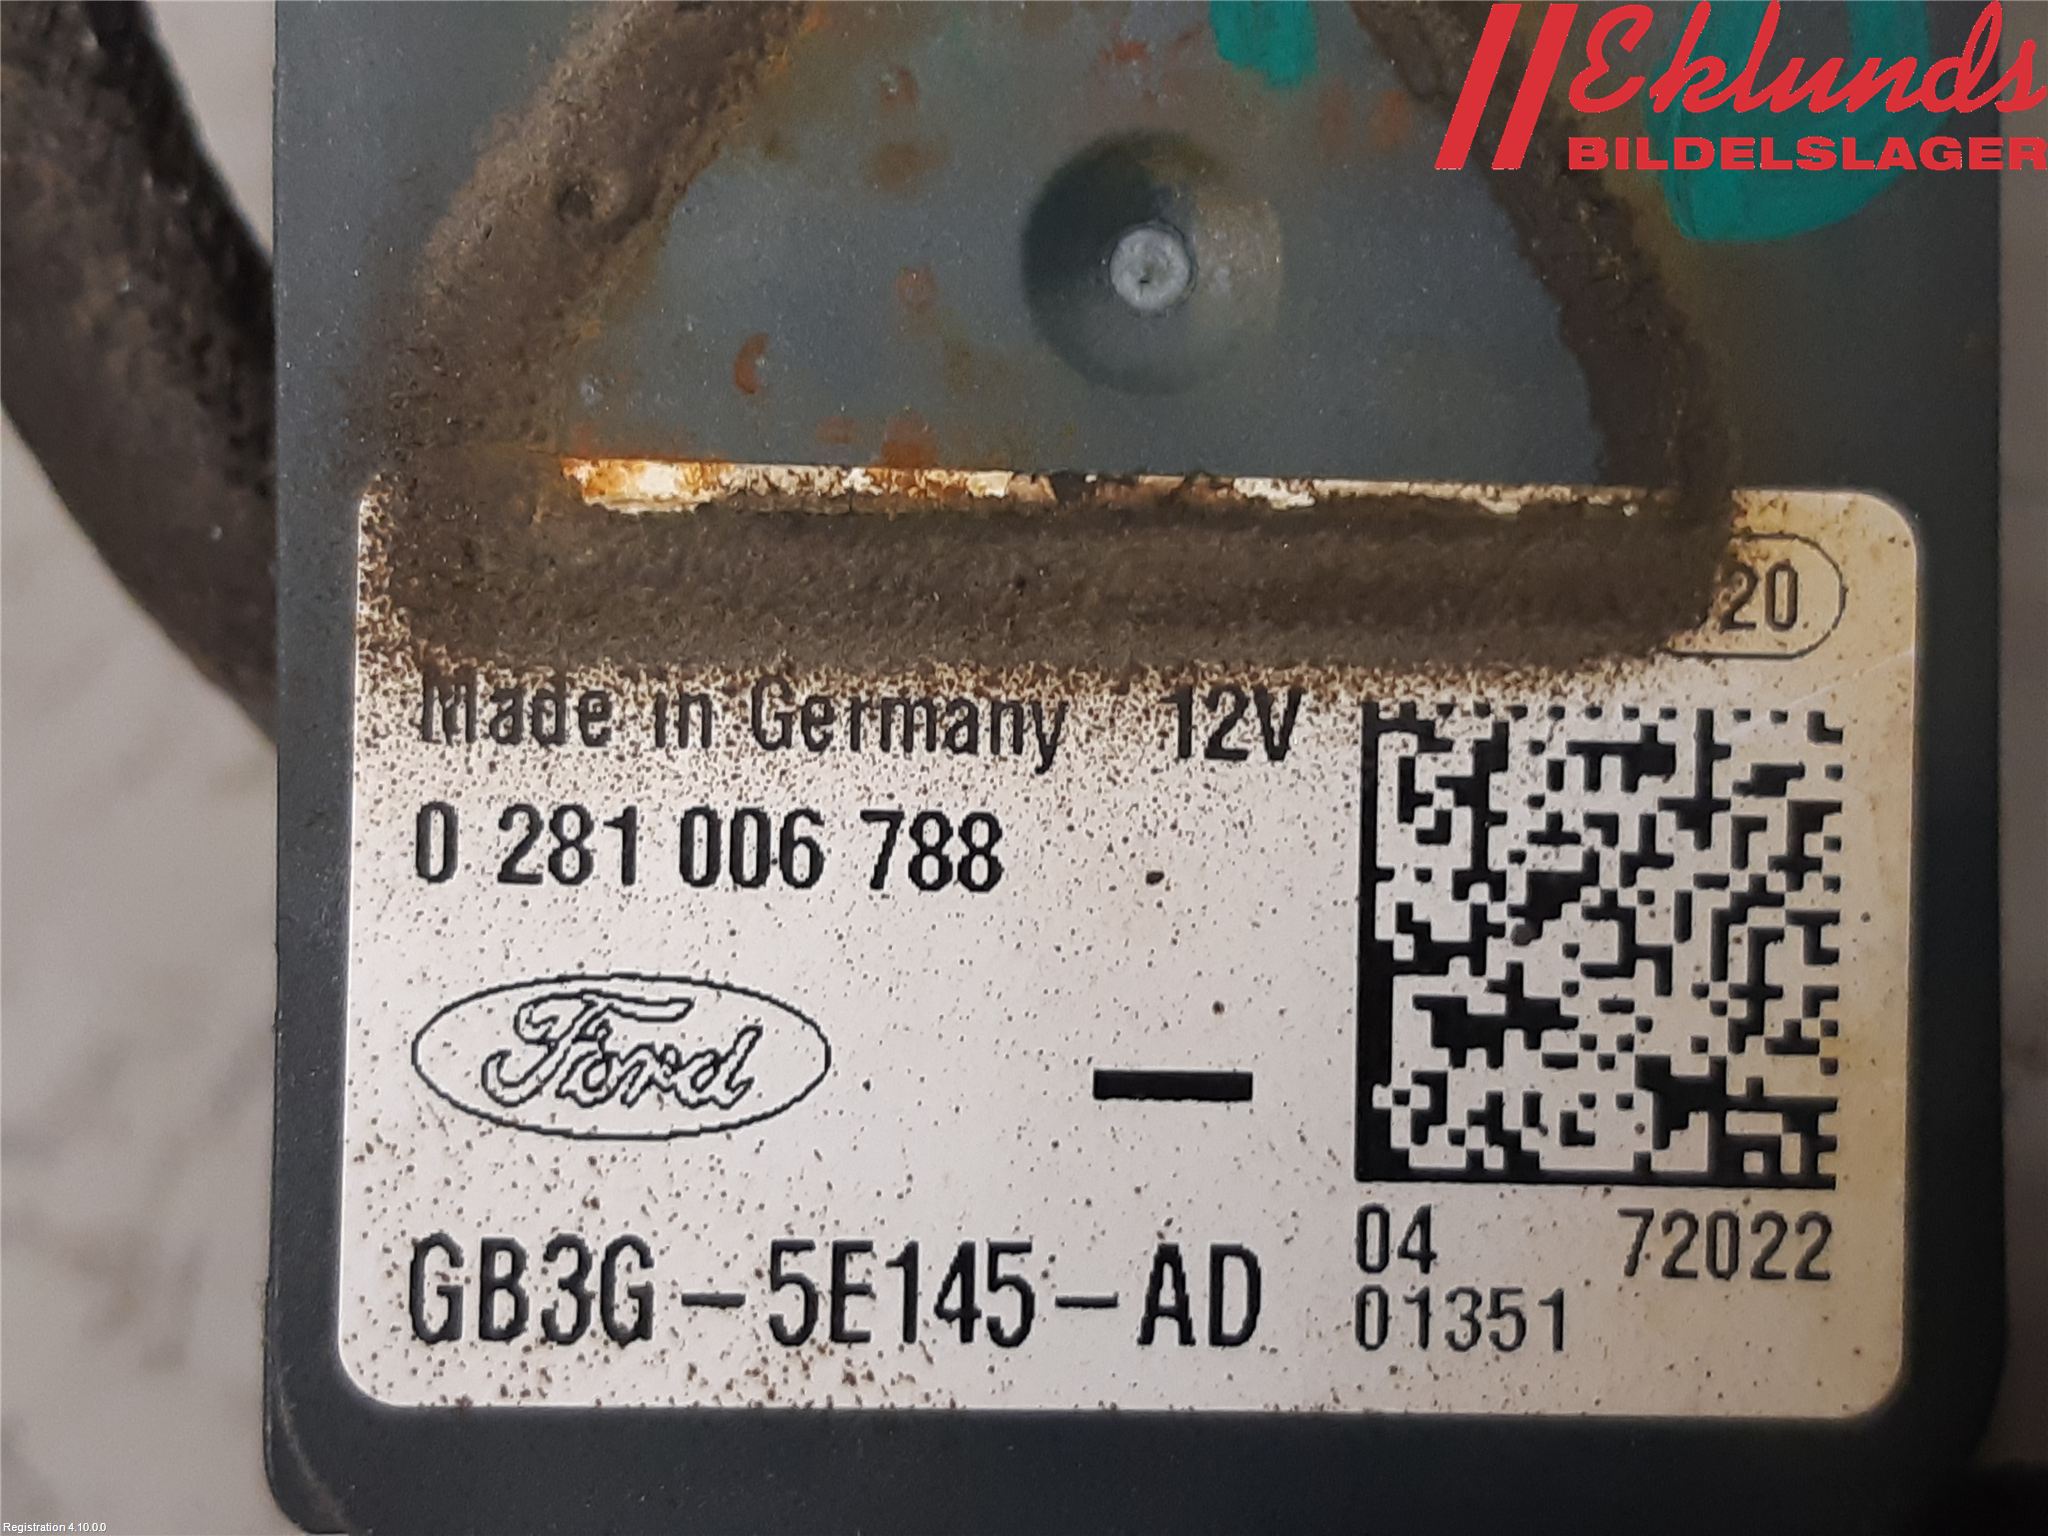 Eklunds
BILDELSLAGER
20
Made in Germany 12V
0 281 006 788
Ford
GB3G-5E145-AD
04 72022
01351
Registration 4.10.0.0